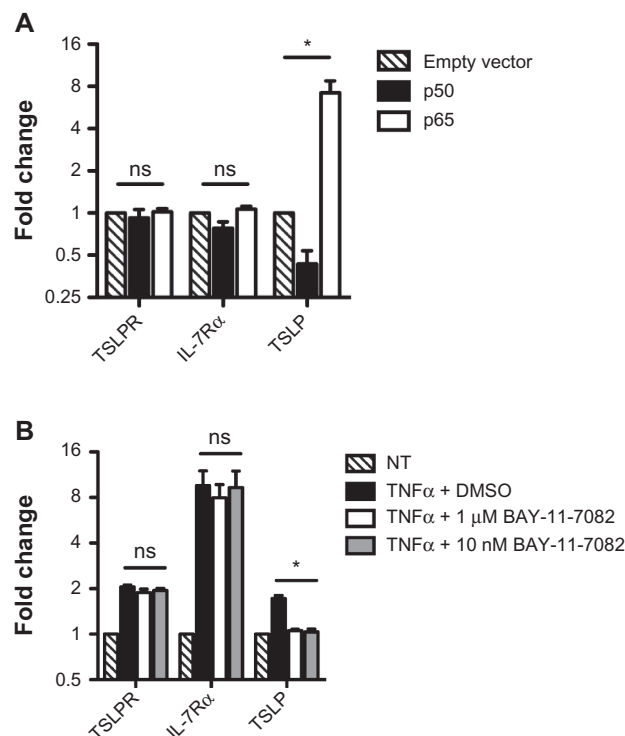 A
Fold change
16
8
4
2
1
0.5
0.25
ns
ns
*
TSLPR
IL-7Rα
TSLP
Empty vector
p50
p65
B
Fold change
16
8
4
2
1
0.5
ns
ns
*
TSLPR
IL-7Rα
TSLP
NT
TNFα + DMSO
TNFα + 1 μM BAY-11-7082
TNFα + 10 nM BAY-11-7082